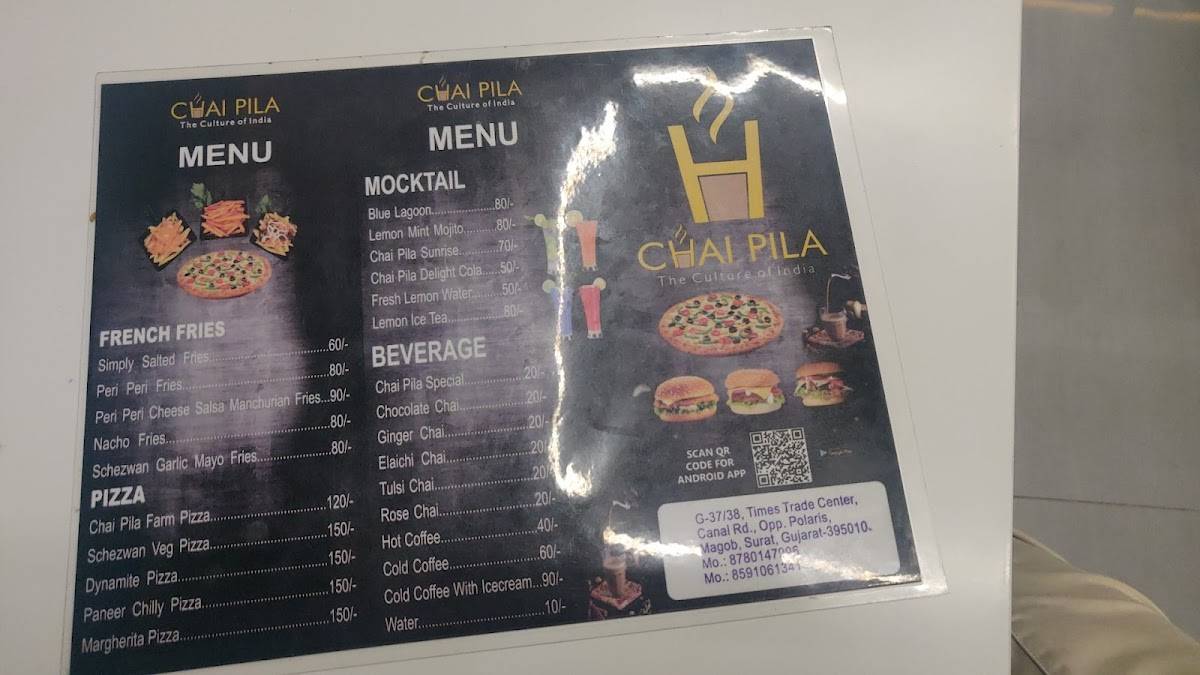 CHAI PILA
The Culture of India
MENU
FRENCH FRIES
Simply Salted Fries.....................60/-
Peri Peri Fries.....................80/-
Peri Peri Cheese Salsa Manchurian Fries...90/-
Nacho Fries.....................80/-
Schezwan Garlic Mayo Fries.....................80/-
PIZZA
Chai Pila Farm Pizza.....................120/-
Schezwan Veg Pizza.....................150/-
Dynamite Pizza.....................150/-
Paneer Chilly Pizza.....................150/-
Margherita Pizza.....................150/-
CHAI PILA
The Culture of India
MENU
MOCKTAIL
Blue Lagoon.....................80/-
Lemon Mint Mojito..........80/-
Chai Pila Sunrise..........70/-
Chai Pila Delight Cola......50/-
Fresh Lemon Water..........50/-
Lemon Ice Tea.....................80/-
BEVERAGE
Chai Pila Special.....................20/-
Chocolate Chai.....................20/-
Ginger Chai.....................20/-
Elaichi Chai.....................20/-
Tulsi Chai.....................20/-
Rose Chai.....................20/-
Hot Coffee.....................40/-
Cold Coffee.....................60/-
Cold Coffee With Icecream...90/-
Water.....................10/-
CHAI PILA
The Culture of India
SCAN QR
CODE FOR
ANDROID APP
G-37/38, Times Trade Center,
Canal Rd., Opp. Polaris,
Magob, Surat, Gujarat-395010.
Mo.:
Mo.: